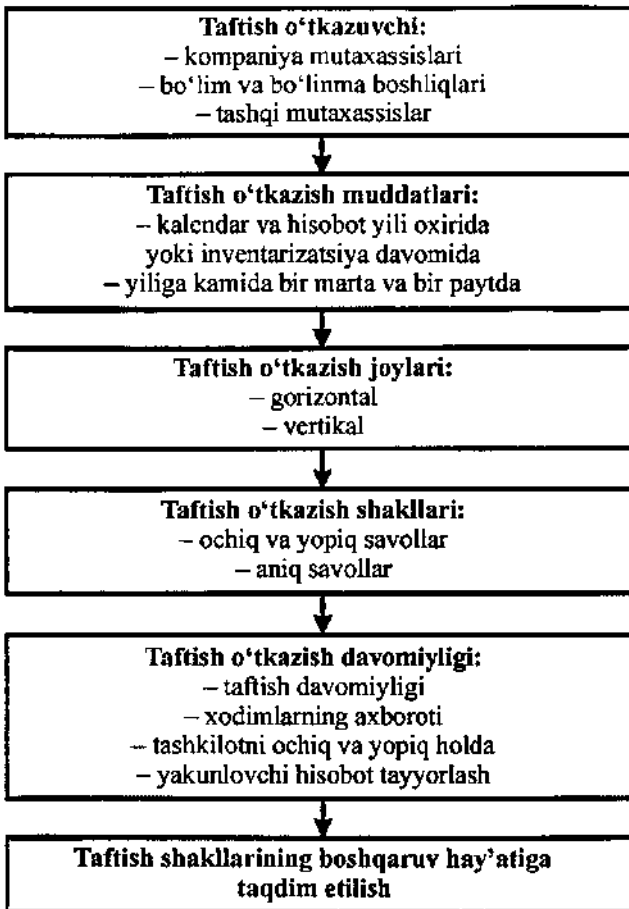 Taftish o‘tkazuvchi:
– kompaniya mutaxassislari
– bo‘lim va bo‘linma boshliqlari
– tashqi mutaxassislar
Taftish o‘tkazish muddatlari:
– kalendar va hisobot yili oxirida
yoki inventarizatsiya davomida
– yiliga kamida bir marta va bir paytda
Taftish o‘tkazish joylari:
– gorizontal
– vertikal
Taftish o‘tkazish shakllari:
– ochiq va yopiq savollar
– aniq savollar
Taftish o‘tkazish davomiyligi:
– taftish davomiyligi
– xodimlarning axboroti
– tashkilotni ochiq va yopiq holda
– yakunlovchi hisobot tayyorlash
Taftish shakllarining boshqaruv hay’atiga
taqdim etilish